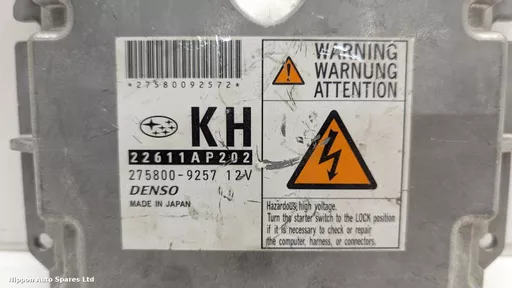 *27580092572*
KH
22611AP202
275800-9257 12V
DENSO
MADE IN JAPAN
WARNING
WARNUNG
ATTENTION
Hazardous high voltage.
Turn the starter switch to the LOCK position
if it is necessary to check or repair
the computer, harness, or connectors.
Nippon Auto Spares Ltd